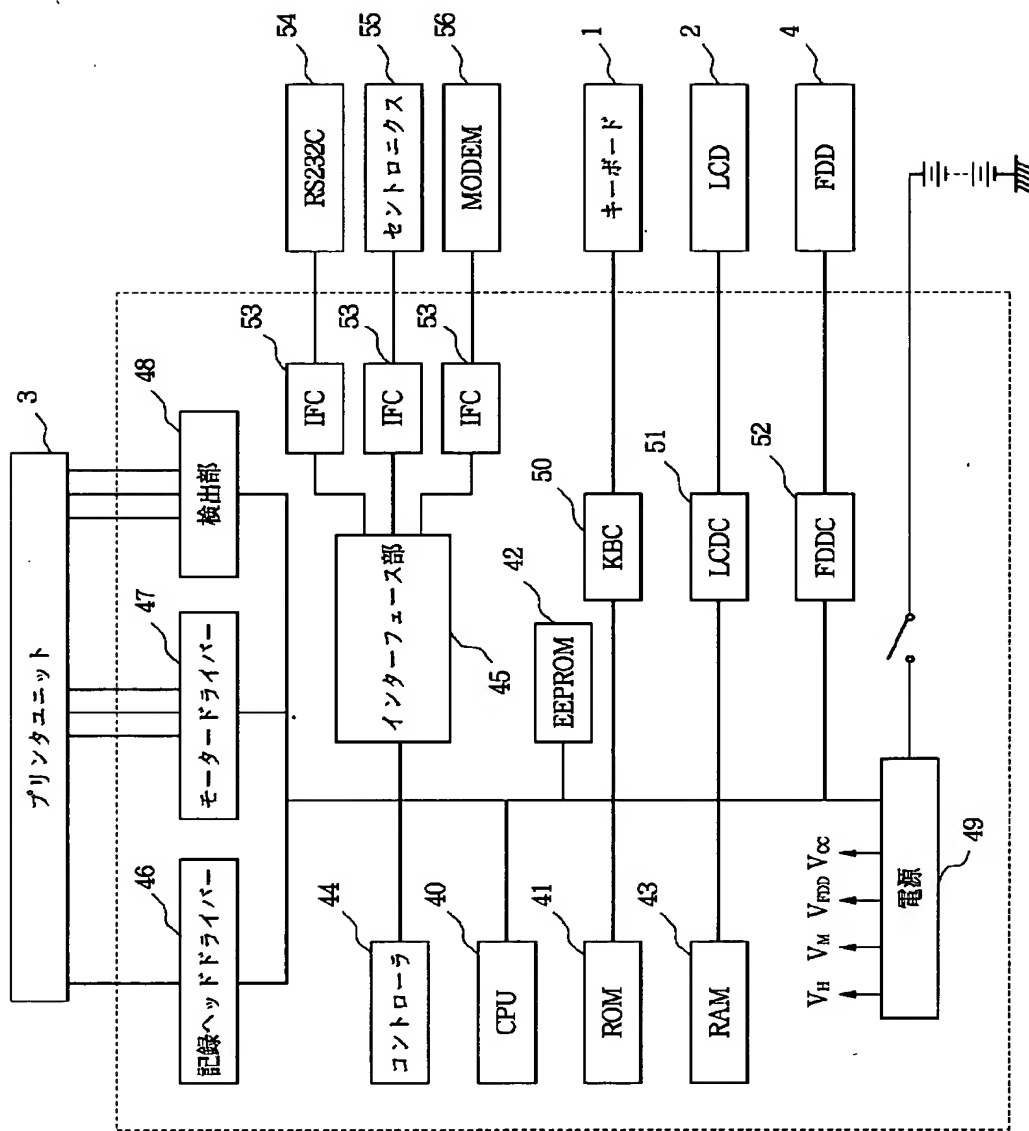 3
プリンタユニット
46
47
48
記録ヘッドドライバー
モータードライバー
検出部
53
54
IFC
RS232C
44
コントローラ
インターフュース部
45
53
IFC
55
セントロニクス
53
IFC
56
MODEM
40
CPU
42
EEPROM
41
ROM
50
KBC
1
キーボード
43
RAM
51
LCDC
2
LCD
52
FDDC
4
FDD
VH VM VFDD VCC
電源
49